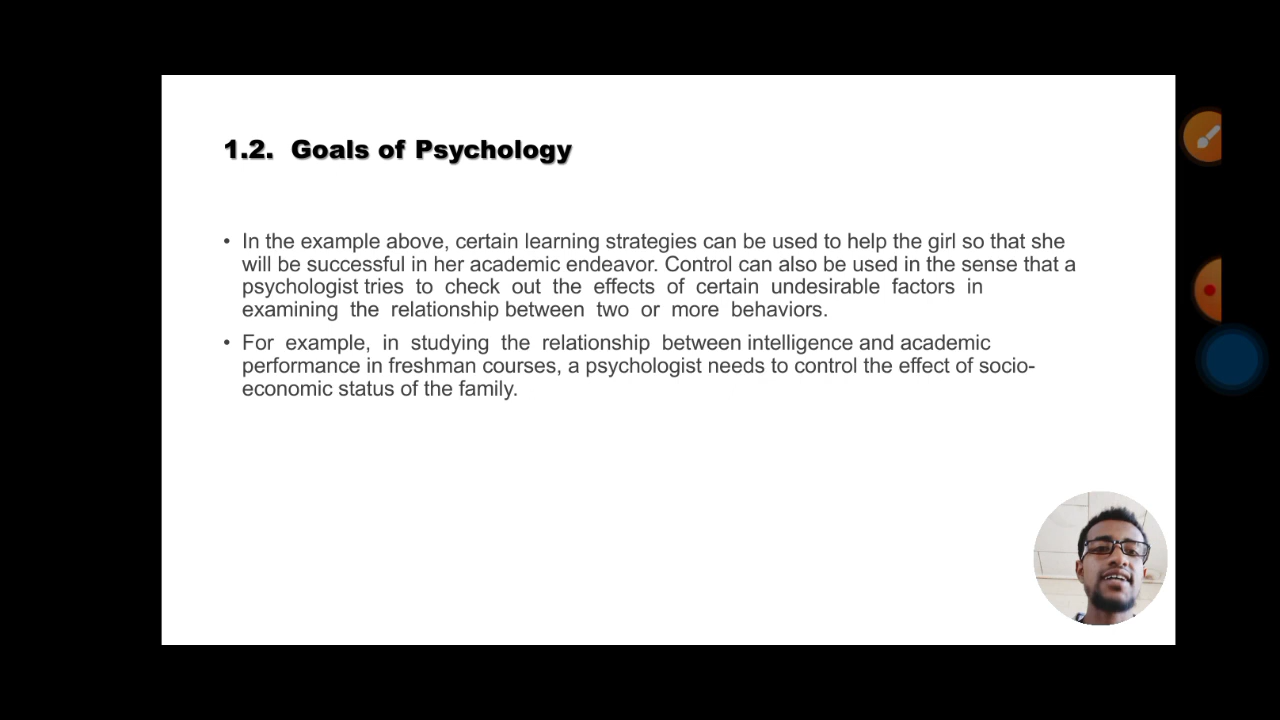 1.2. Goals of Psychology
• In the example above, certain learning strategies can be used to help the girl so that she
will be successful in her academic endeavor. Control can also be used in the sense that a
psychologist tries to check out the effects of certain undesirable factors in
examining the relationship between two or more behaviors.
• For example, in studying the relationship between intelligence and academic
performance in freshman courses, a psychologist needs to control the effect of socio-
economic status of the family.